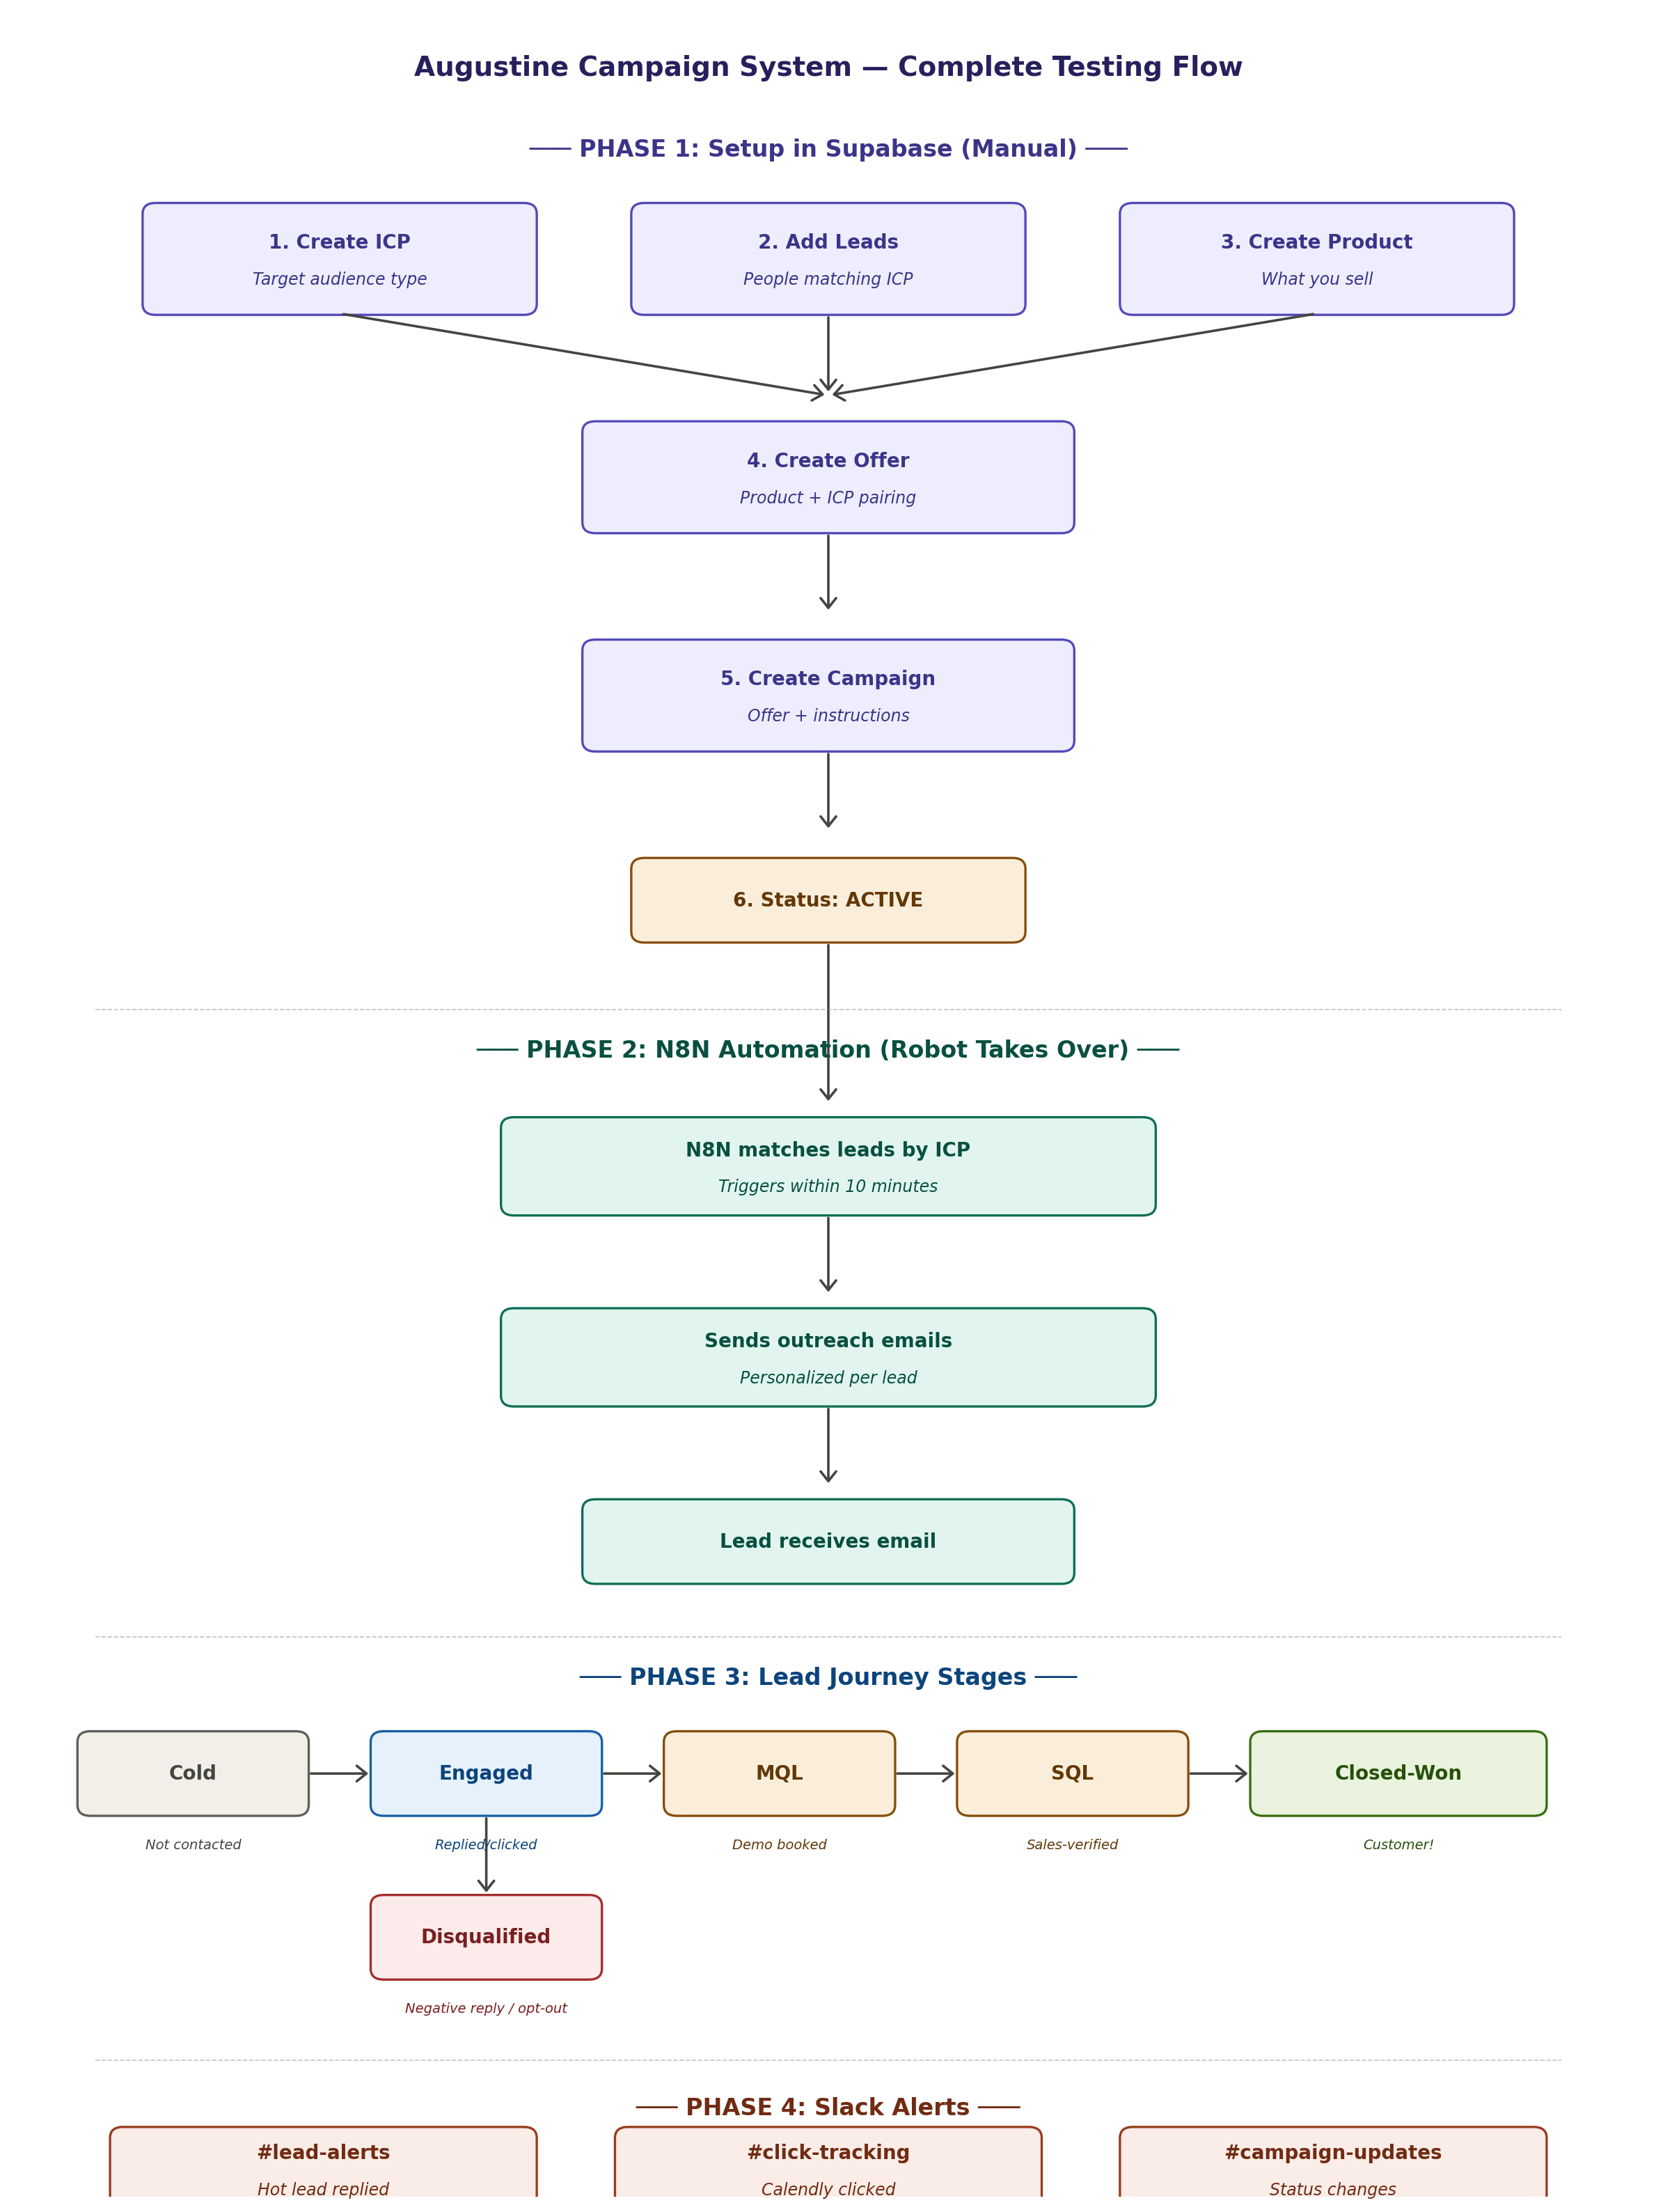 Augustine Campaign System — Complete Testing Flow
PHASE 1: Setup in Supabase (Manual)
1. Create ICP
Target audience type
2. Add Leads
People matching ICP
3. Create Product
What you sell
4. Create Offer
Product + ICP pairing
5. Create Campaign
Offer + instructions
6. Status: ACTIVE
PHASE 2: N8N Automation (Robot Takes Over)
N8N matches leads by ICP
Triggers within 10 minutes
Sends outreach emails
Personalized per lead
Lead receives email
PHASE 3: Lead Journey Stages
Cold
Not contacted
Engaged
Replied/clicked
MQL
Demo booked
SQL
Sales-verified
Closed-Won
Customer!
Disqualified
Negative reply / opt-out
PHASE 4: Slack Alerts
#lead-alerts
Hot lead replied
#click-tracking
Calendly clicked
#campaign-updates
Status changes